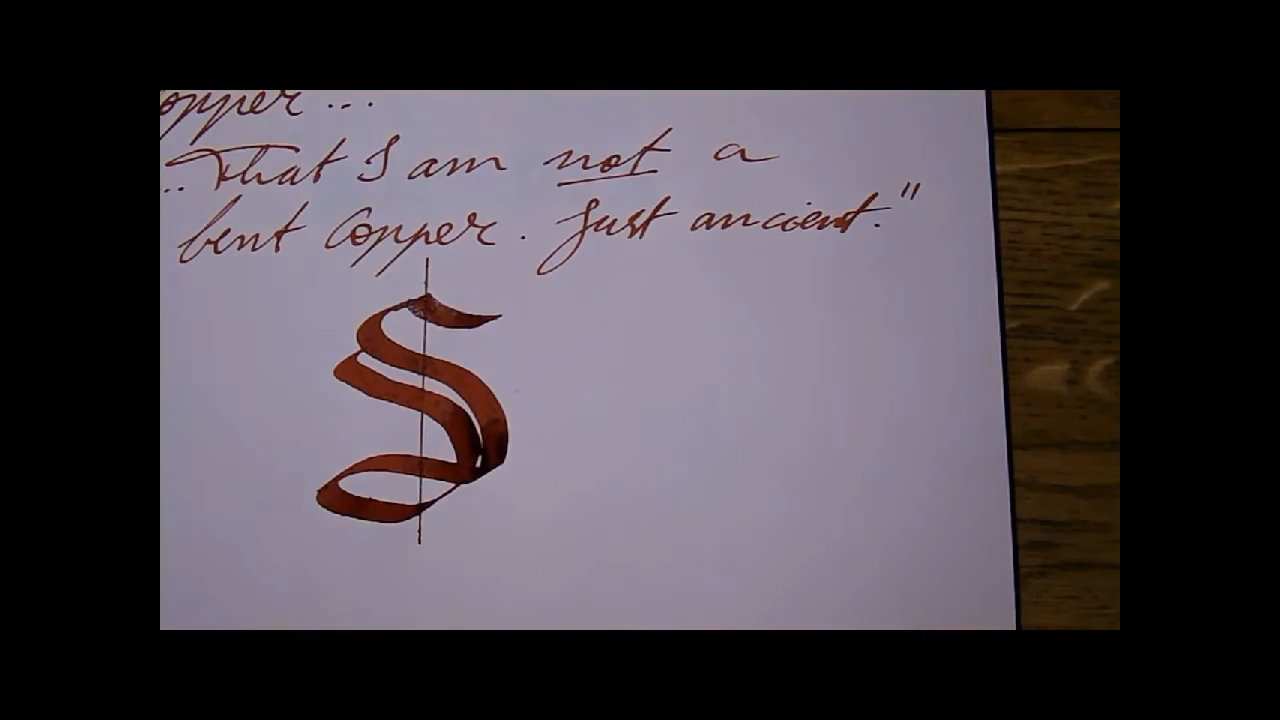 opper...
...That I am not a
bent Copper. Just ancient."
S